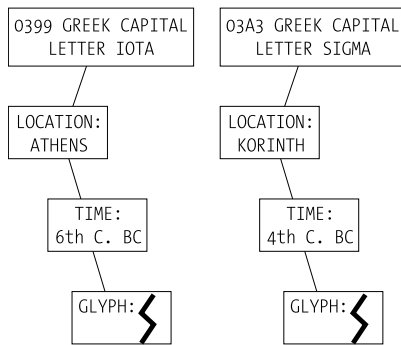 0399 GREEK CAPITAL
LETTER IOTA
LOCATION:
ATHENS
TIME:
6th C. BC
GLYPH:
03A3 GREEK CAPITAL
LETTER SIGMA
LOCATION:
KORINTH
TIME:
4th C. BC
GLYPH: